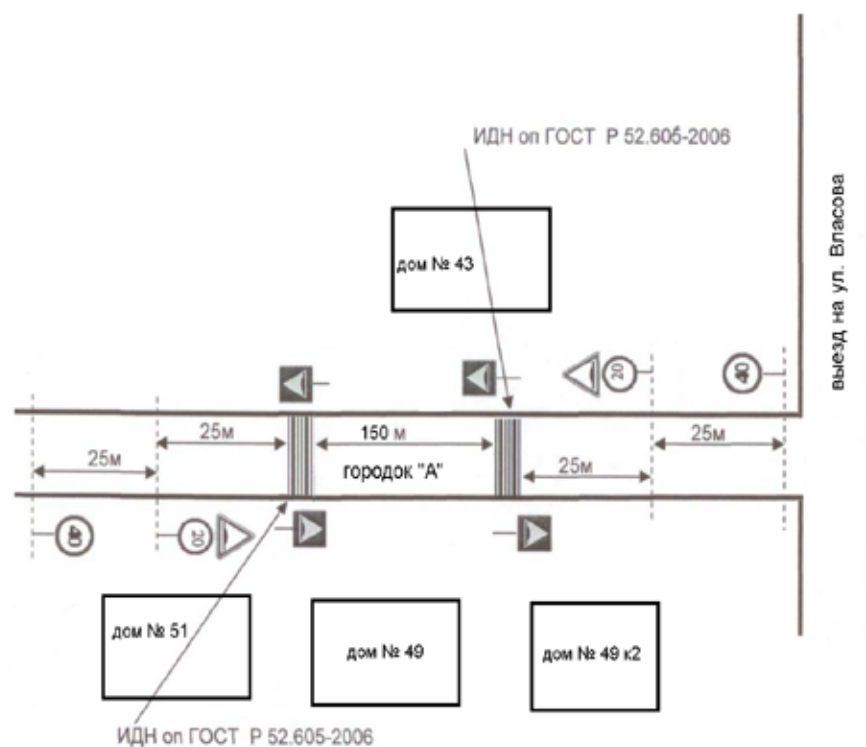 ИДН оп ГОСТ Р 52.605-2006
дом № 43
выезд на ул. Власова
20
40
25м
150 м
25м
25м
городок "А"
25м
40
20
дом № 51
дом № 49
дом № 49 к2
ИДН оп ГОСТ Р 52.605-2006